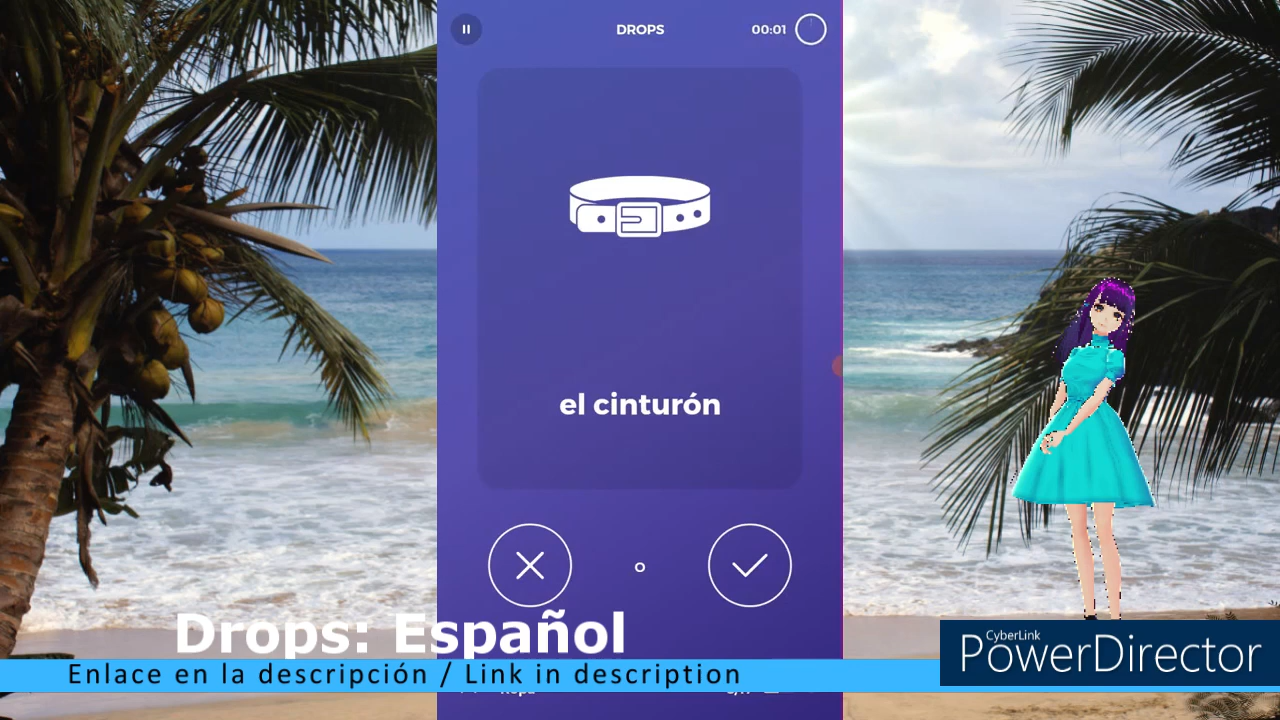 DROPS
00:01
el cinturón
o
Drops: Español
Enlace en la descripción / Link in description
CyberLink
PowerDirector